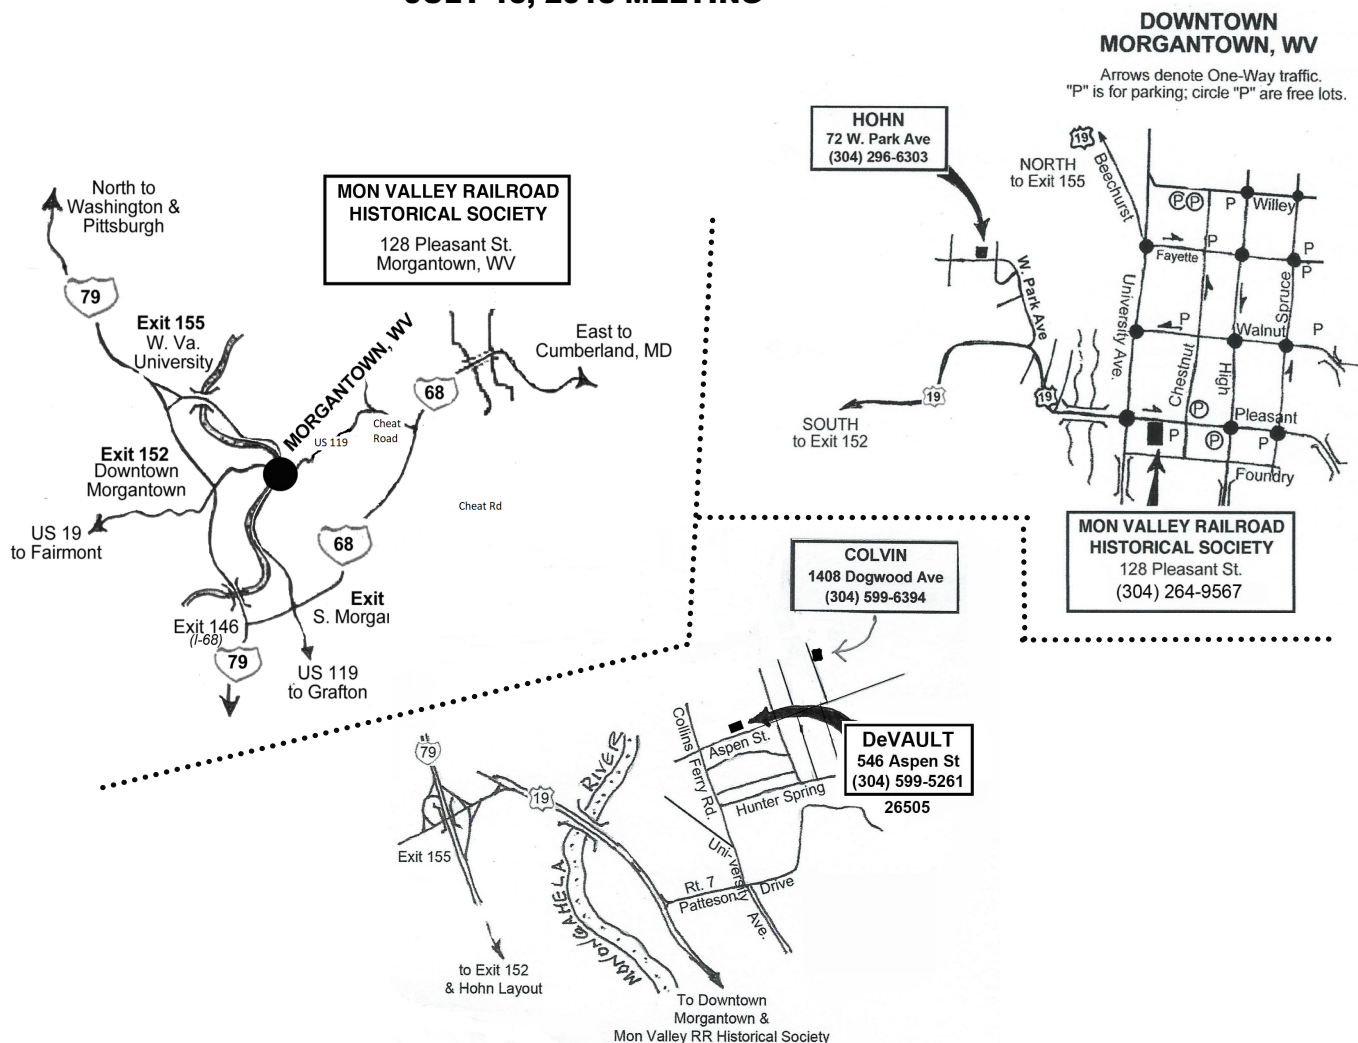 DOWNTOWN
MORGANTOWN, WV
Arrows denote One-Way traffic.
"P" is for parking; circle "P" are free lots.
HOHN
72 W. Park Ave
(304) 296-6303
19
NORTH
to Exit 155
Beechurst
P P
P
Willey
P
Fayette
P
P
W. Park Ave
University Ave.
Chestnut
High
Spruce
P
Walnut
P
19
19
SOUTH
to Exit 152
P
Pleasant
P
P
P
Foundry
MON VALLEY RAILROAD
HISTORICAL SOCIETY
128 Pleasant St.
(304) 264-9567
North to
Washington &
Pittsburgh
MON VALLEY RAILROAD
HISTORICAL SOCIETY
128 Pleasant St.
Morgantown, WV
79
Exit 155
W. Va.
University
MORGANTOWN, WV
East to
Cumberland, MD
68
US 119
Cheat
Road
Exit 152
Downtown
Morgantown
Cheat Rd
US 19
to Fairmont
68
Exit
S. Morgan
Exit 146
(I-68)
79
US 119
to Grafton
COLVIN
1408 Dogwood Ave
(304) 599-6394
DeVAULT
546 Aspen St
(304) 599-5261
26505
Collins Ferry Rd.
Aspen St.
Hunter Spring
79
19
RIVER
Exit 155
MONONGAHELA
University Ave.
Rt. 7
Patteson Drive
to Exit 152
& Hohn Layout
To Downtown
Morgantown &
Mon Valley RR Historical Society